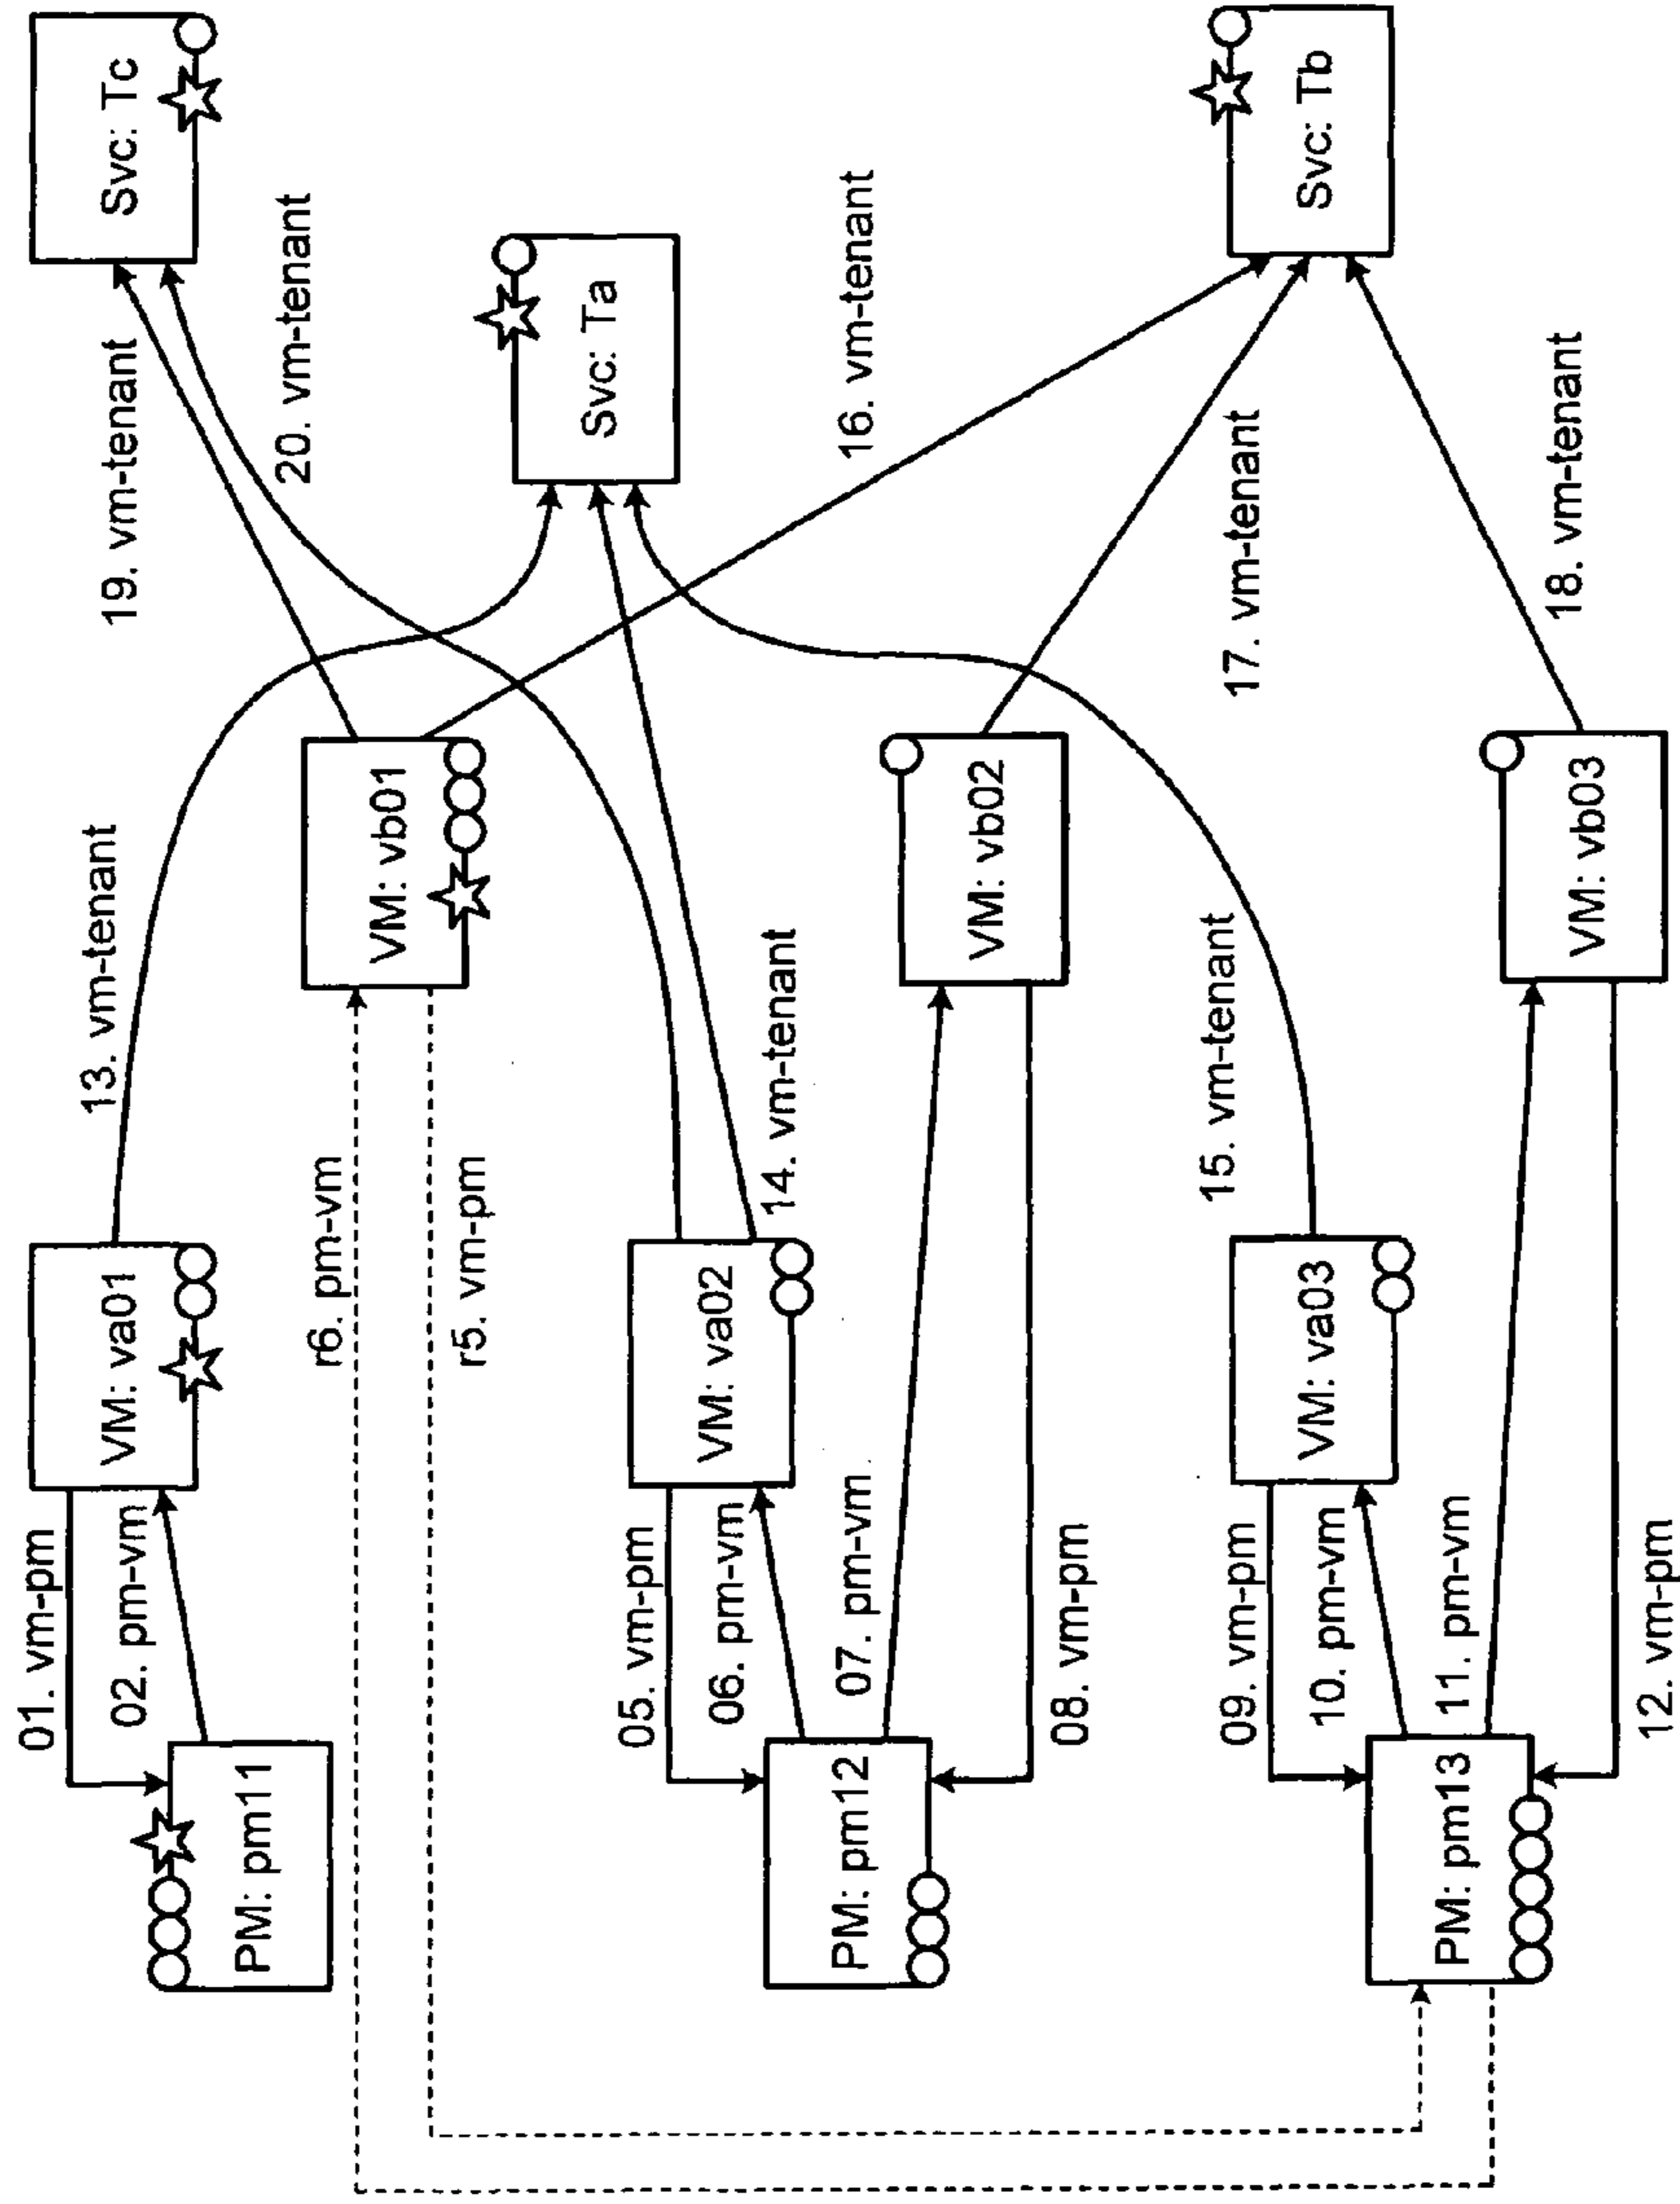 PM: pm11
01. vm-pm
02. pm-vm
VM: va01
13. vm-tenant
19. vm-tenant
Svc: Tc
r6. pm-vm
r5. vm-pm
VM: vb01
20. vm-tenant
Svc: Ta
PM: pm12
05. vm-pm
06. pm-vm
07. pm-vm
VM: va02
14. vm-tenant
VM: vb02
16. vm-tenant
08. vm-pm
17. vm-tenant
Svc: Tb
PM: pm13
09. vm-pm
10. pm-vm
11. pm-vm
VM: va03
15. vm-tenant
VM: vb03
18. vm-tenant
12. vm-pm